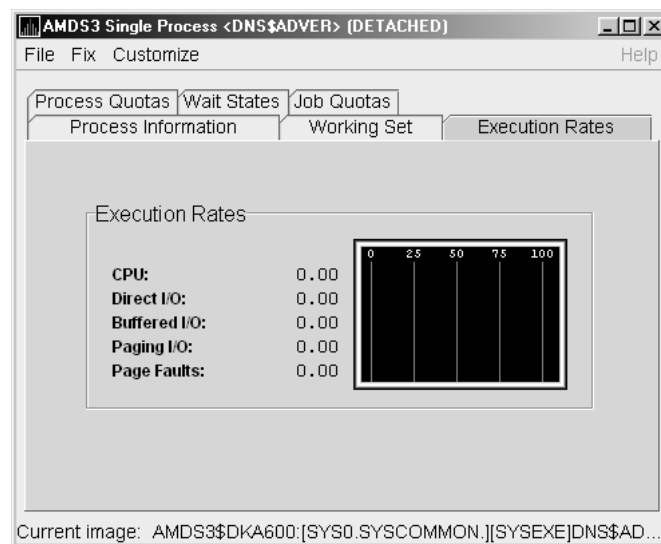 AMDS3 Single Process <DNS$ADVER> (DETACHED)
File Fix Customize Help
Process Quotas Wait States Job Quotas
Process Information Working Set Execution Rates
Execution Rates
0 25 50 75 100
CPU: 0.00
Direct I/O: 0.00
Buffered I/O: 0.00
Paging I/O: 0.00
Page Faults: 0.00
Current image: AMDS3$DKA600:[SYS0.SYSCOMMON.][SYSEXE]DNS$AD...